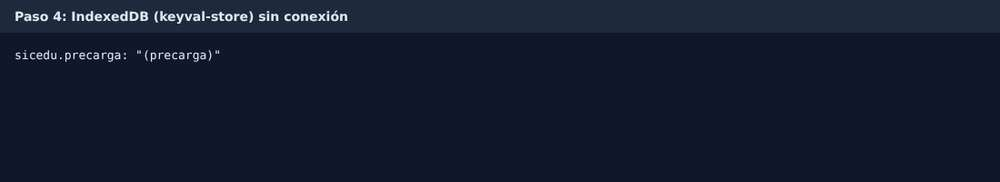 Paso 4: IndexedDB (keyval-store) sin conexión
sicedu.precarga: "(precarga)"